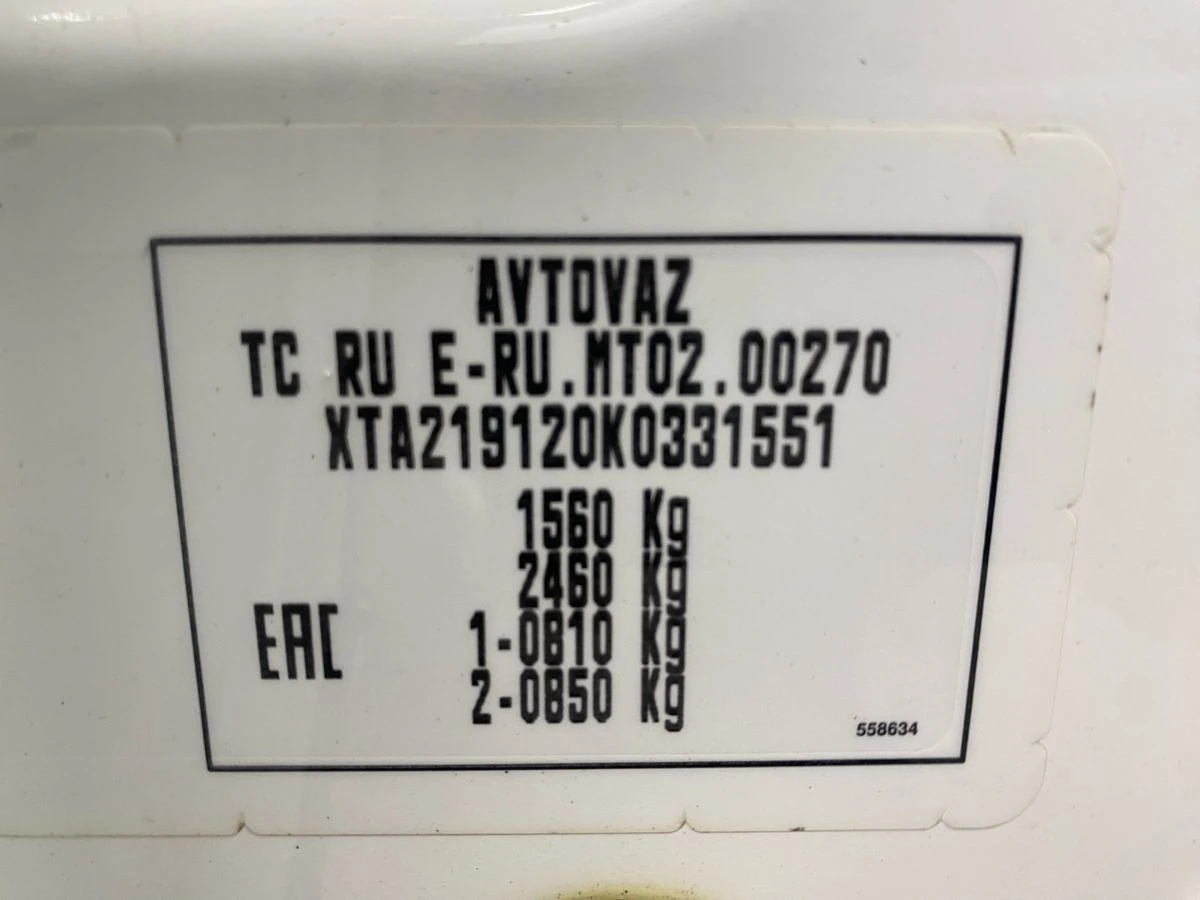 AVTOVAZ
TC RU E-RU.MT02.00270
XTA219120K0331551
1560 Kg
2460 Kg
1-0810 Kg
2-0850 Kg
EAC
558634